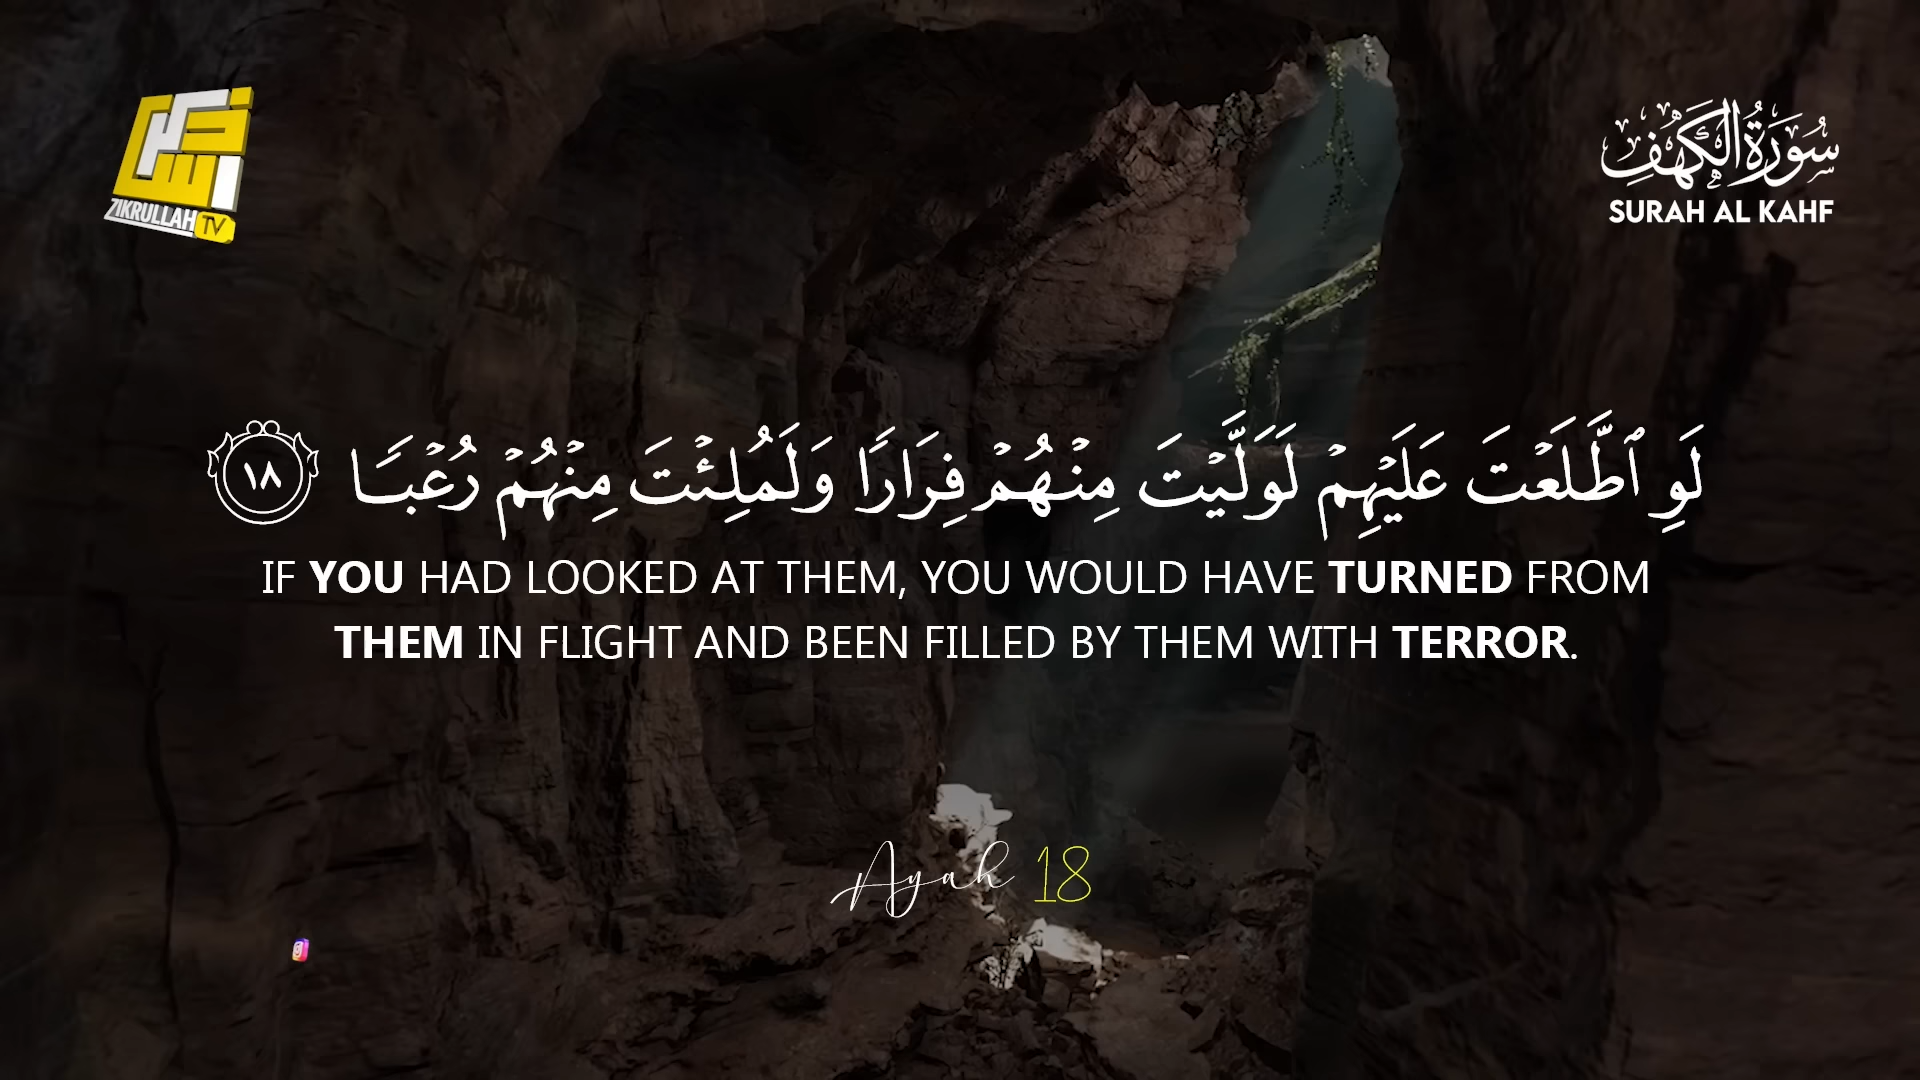 ZIKRULLAH TV
سُورَةُ الكَهْفِ
SURAH AL KAHF
لَوِ ٱطَّلَعْتَ عَلَيْهِمْ لَوَلَّيْتَ مِنْهُمْ فِرَارًا وَلَمُلِئْتَ مِنْهُمْ رُعْبًا ١٨
IF YOU HAD LOOKED AT THEM, YOU WOULD HAVE TURNED FROM
THEM IN FLIGHT AND BEEN FILLED BY THEM WITH TERROR.
Ayah 18